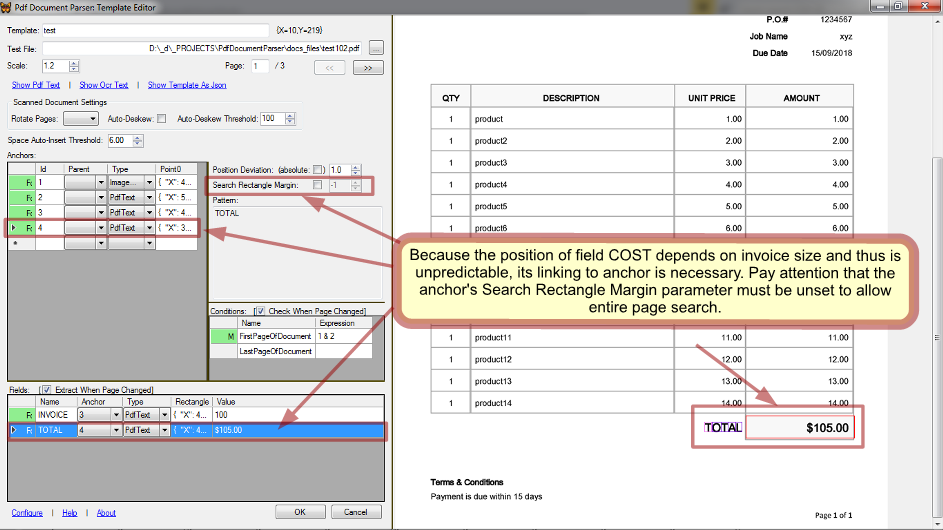 Pdf Document Parser: Template Editor
Template: test {X=10,Y=219}
Test File: D:\_d\_PROJECTS\PdfDocumentParser\docs_files\test102.pdf ...
Scale: 1.2 Page: 1 / 3 << >>
Show Pdf Text | Show Ocr Text | Show Template As Json
Scanned Document Settings
Rotate Pages: Auto-Deskew: Auto-Deskew Threshold: 100
Space Auto-Insert Threshold: 6.00
Anchors:
Id Parent Type Point0
1 Image... { "X": 4...
2 PdfText { "X": 5...
3 PdfText { "X": 4...
4 PdfText { "X": 3...
Position Deviation: (absolute: ) 1.0
Search Rectangle Margin: -1
Pattern:
TOTAL
Conditions: [ Check When Page Changed]
Name Expression
M FirstPageOfDocument 1 & 2
LastPageOfDocument
Fields: [ Extract When Page Changed]
Name Anchor Type Rectangle Value
INVOICE 3 PdfText { "X": 4... 100
TOTAL 4 PdfText { "X": 4... $105.00
Configure | Help | About OK Cancel
P.O.# 1234567
Job Name xyz
Due Date 15/09/2018
QTY DESCRIPTION UNIT PRICE AMOUNT
1 product 1.00 1.00
1 product2 2.00 2.00
1 product3 3.00 3.00
1 product4 4.00 4.00
1 product5 5.00 5.00
1 product6 6.00 6.00
Because the position of field COST depends on invoice size and thus is
unpredictable, its linking to anchor is necessary. Pay attention that the
anchor's Search Rectangle Margin parameter must be unset to allow
entire page search.
1 product11 11.00 11.00
1 product12 12.00 12.00
1 product13 13.00 13.00
1 product14 14.00 14.00
TOTAL $105.00
Terms & Conditions
Payment is due within 15 days
Page 1 of 1